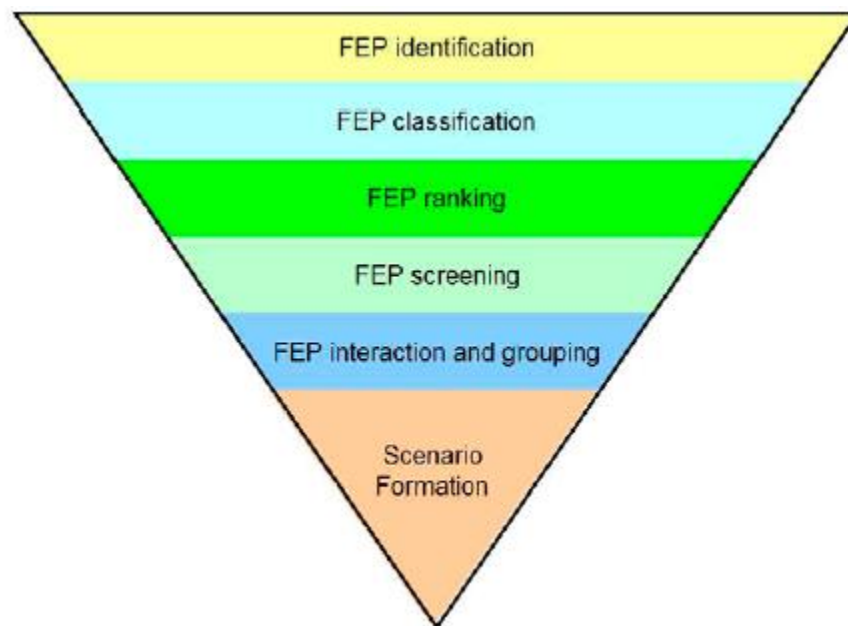 FEP identification
FEP classification
FEP ranking
FEP screening
FEP interaction and grouping
Scenario
Formation